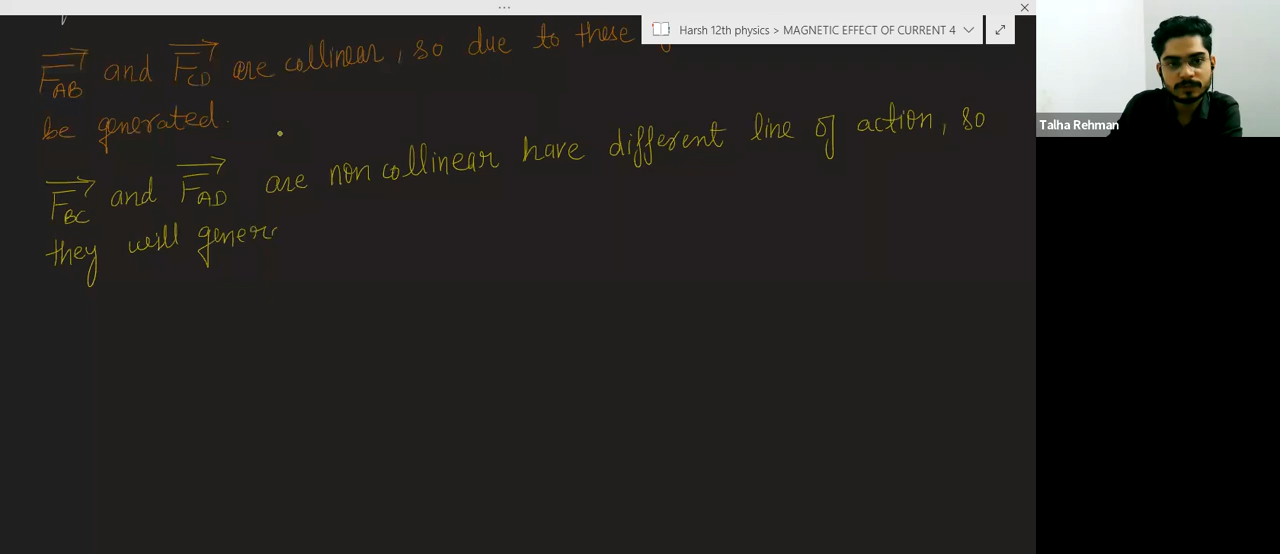 Harsh 12th physics > MAGNETIC EFFECT OF CURRENT 4
F_AB and F_CD are collinear, so due to these
be generated.
F_BC and F_AD are non collinear have different line of action, so
they will gener
Talha Rehman